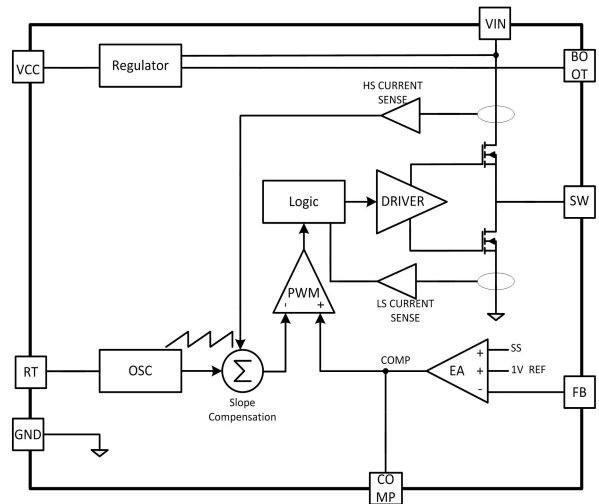 VIN
VCC
Regulator
BO
OT
HS CURRENT
SENSE
Logic
DRIVER
SW
PWM
- +
LS CURRENT
SENSE
RT
OSC
Σ
Slope
Compensation
COMP
EA
+ SS
+ 1V REF
-
FB
GND
CO
MP